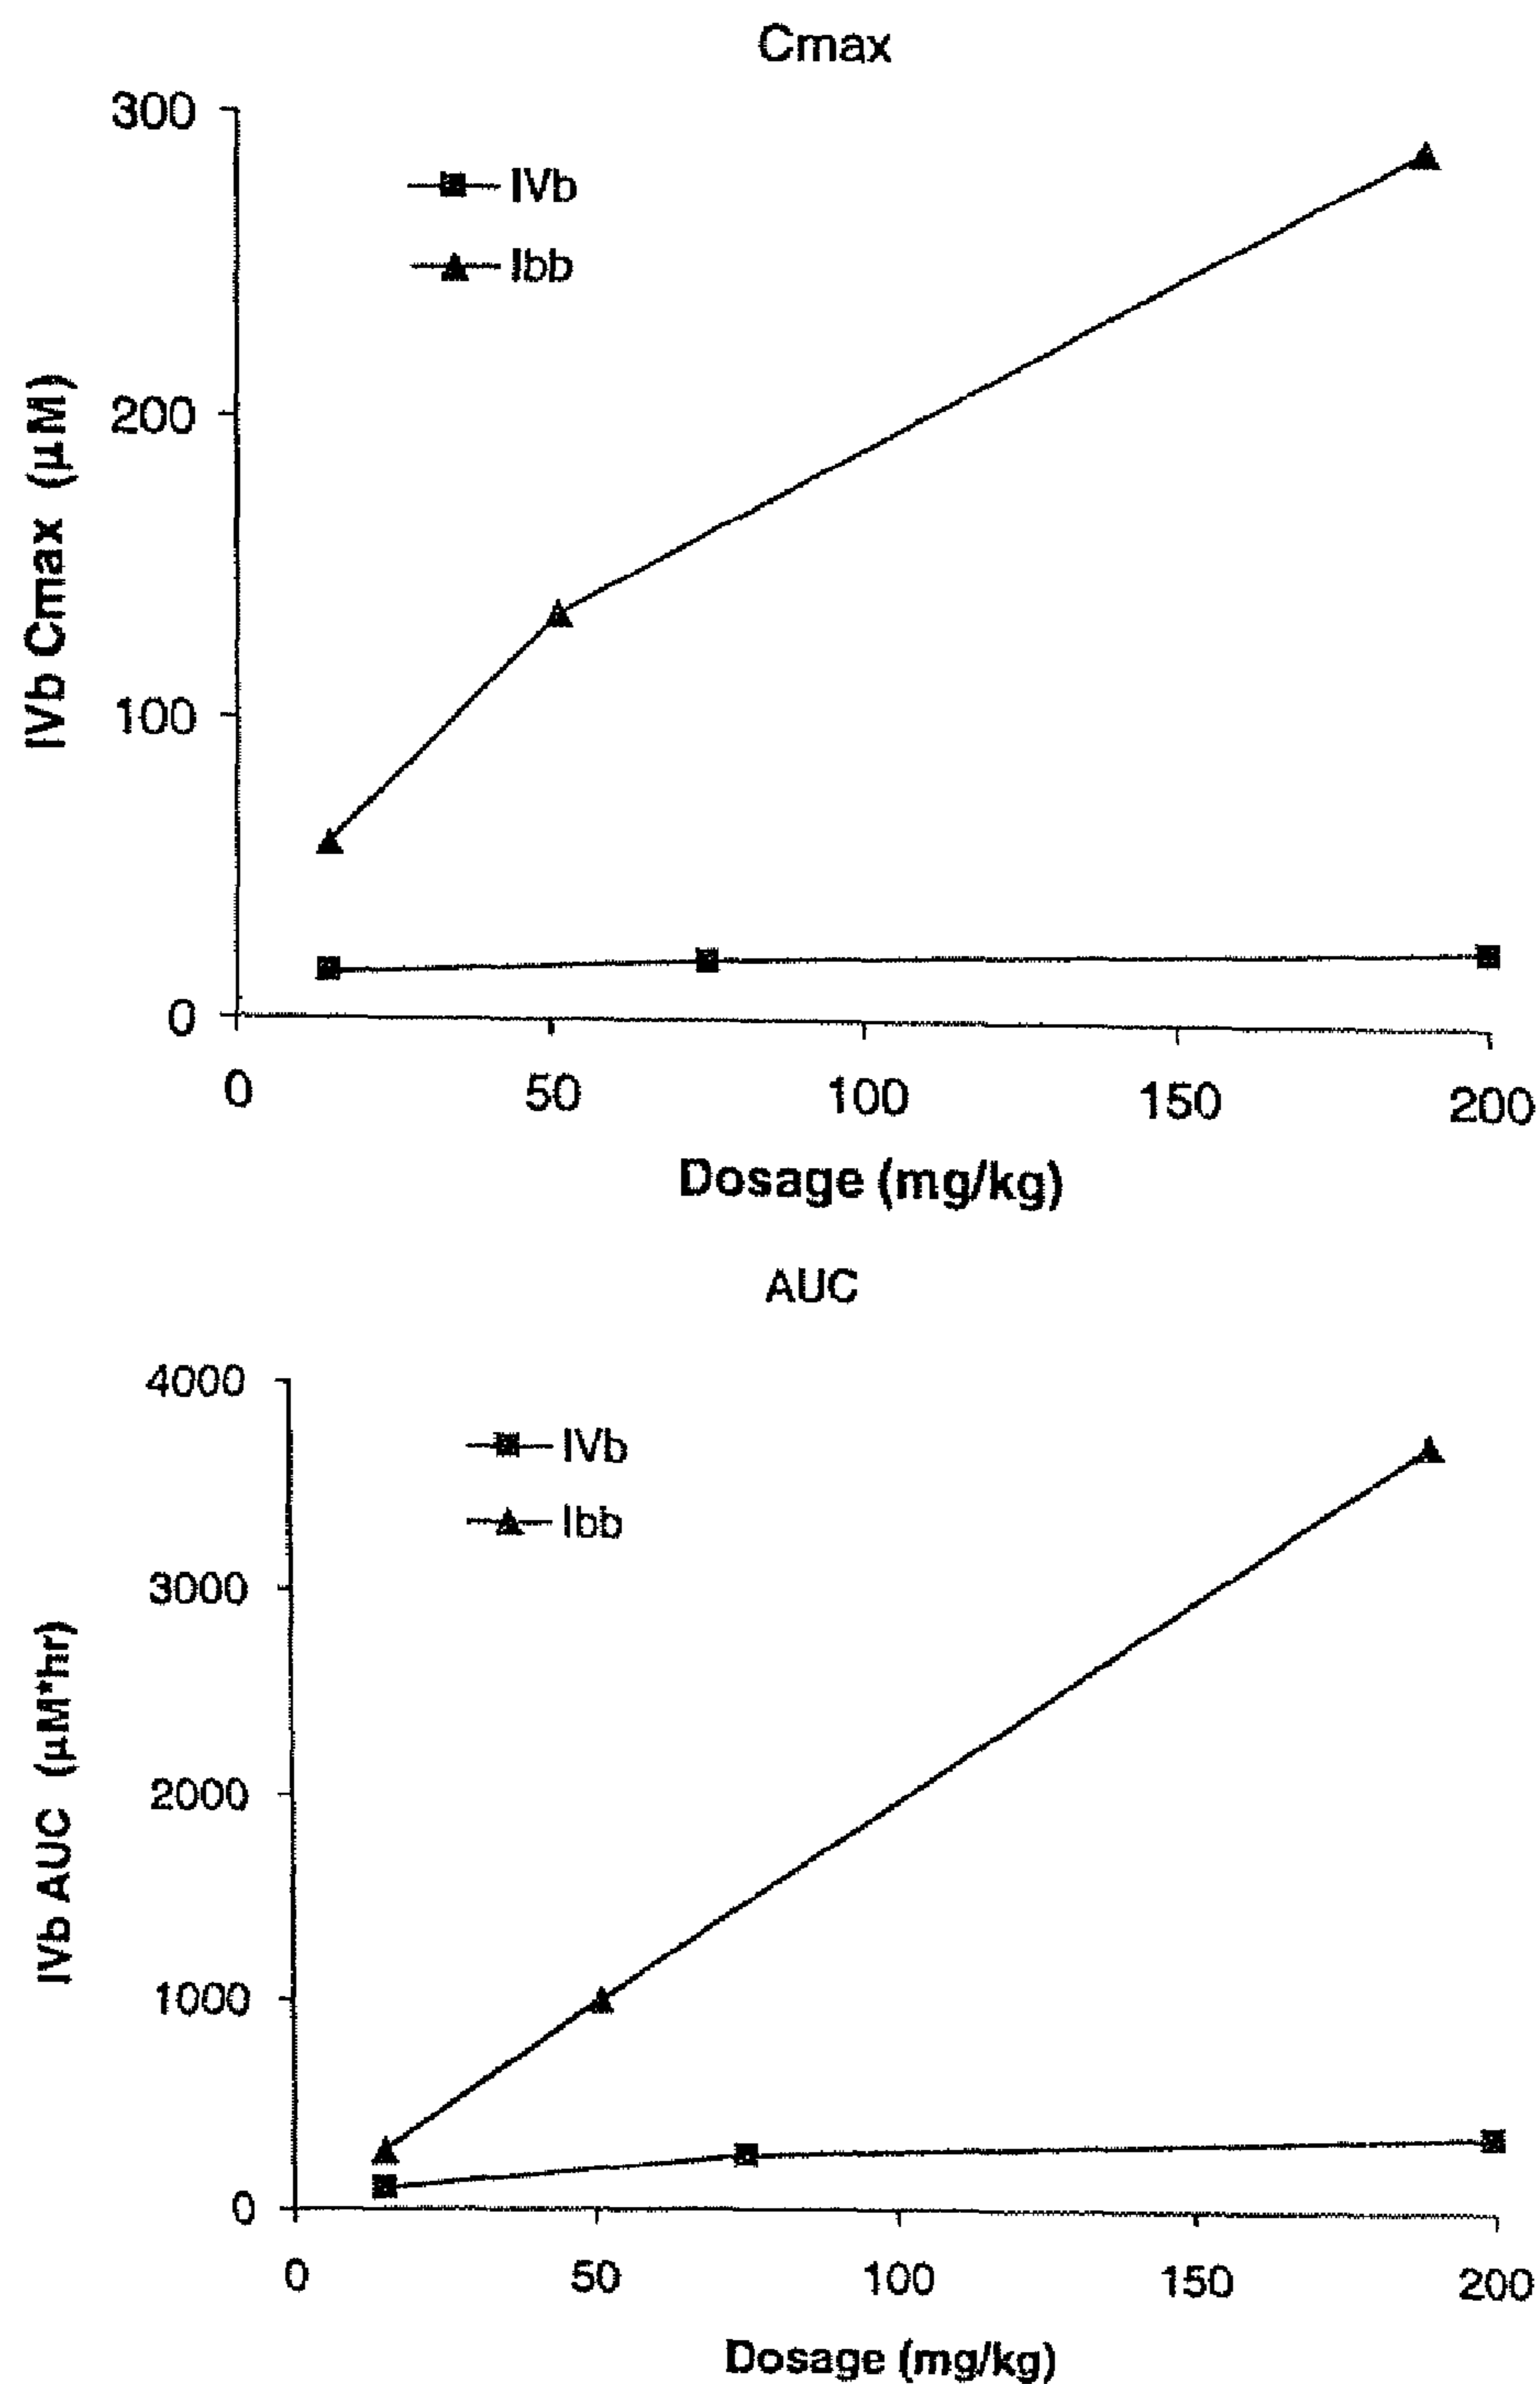 Cmax
300
IVb
Ibb
200
100
0
IVb Cmax (µM)
0 50 100 150 200
Dosage (mg/kg)
AUC
4000
IVb
Ibb
3000
2000
1000
0
IVb AUC (µM*hr)
0 50 100 150 200
Dosage (mg/kg)